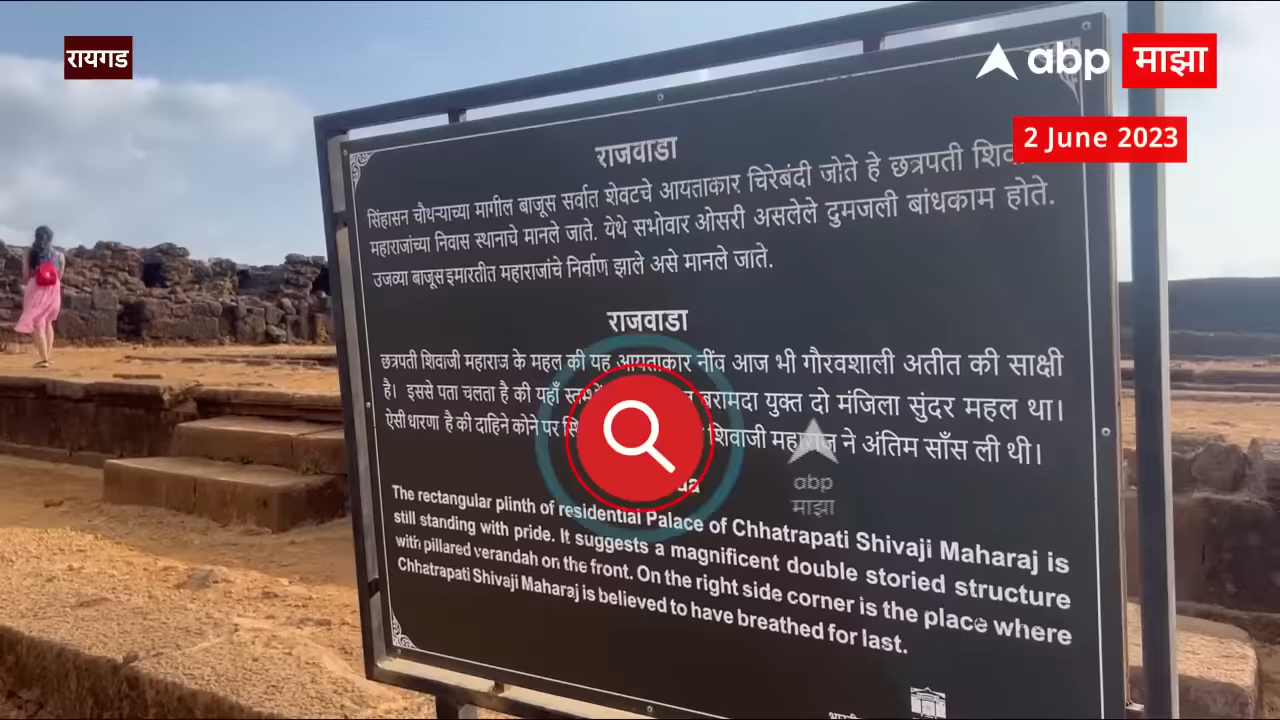 रायगड
abp माझा
2 June 2023
राजवाडा
सिंहासन चौथऱ्याच्या मागील बाजूस सर्वात शेवटचे आयताकार चिरेबंदी जोते हे छत्रपती
महाराजांच्या निवास स्थानाचे मानले जाते. येथे सभोवार ओसरी असलेले दुमजली बांधकाम होते.
उजव्या बाजूस इमारतीत महाराजांचे निर्वाण झाले असे मानले जाते.
राजवाडा
छत्रपती शिवाजी महाराज के महल की यह आयताकार नींव आज भी गौरवशाली अतीत की साक्षी
है। इससे पता चलता है की यहाँ बरामदा युक्त दो मंजिला सुंदर महल था।
ऐसी धारणा है की दाहिने कोने पर शिवाजी महाराज ने अंतिम साँस ली थी।
abp
माझा
The rectangular plinth of residential Palace of Chhatrapati Shivaji Maharaj is
still standing with pride. It suggests a magnificent double storied structure
with pillared verandah on the front. On the right side corner is the place where
Chhatrapati Shivaji Maharaj is believed to have breathed for last.